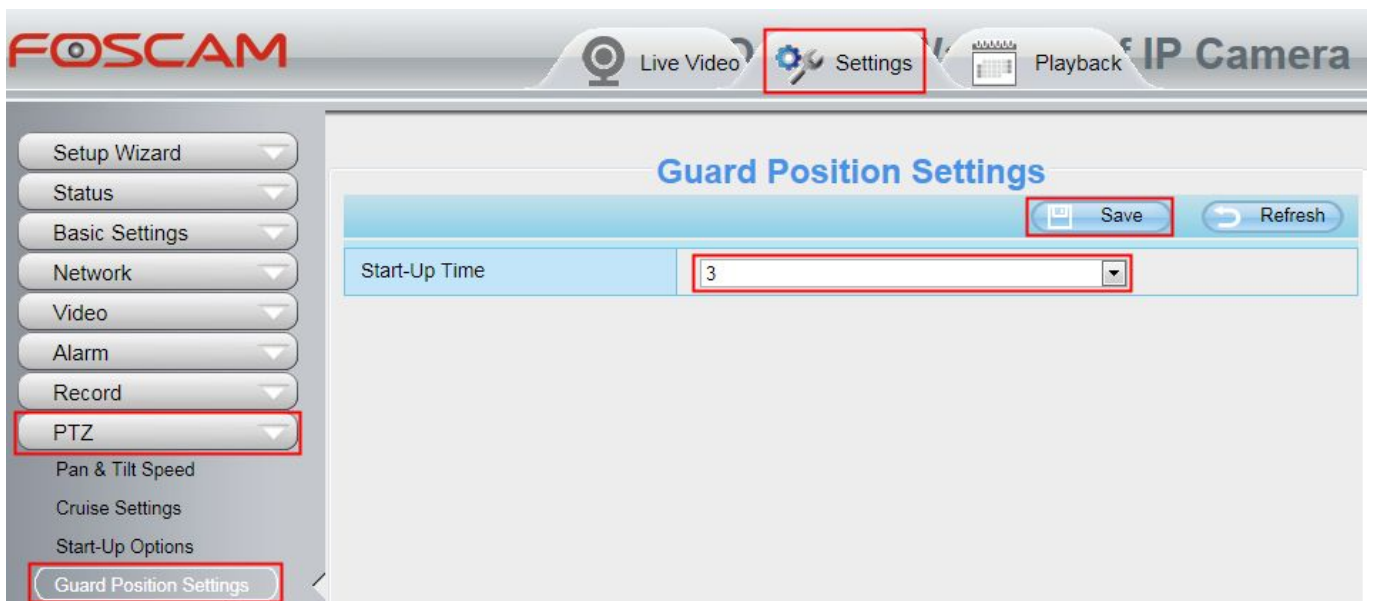 FOSCAM
Live Video
Settings
Playback
IP Camera
Setup Wizard
Status
Basic Settings
Network
Video
Alarm
Record
PTZ
Pan & Tilt Speed
Cruise Settings
Start-Up Options
Guard Position Settings
Guard Position Settings
Save
Refresh
Start-Up Time
3